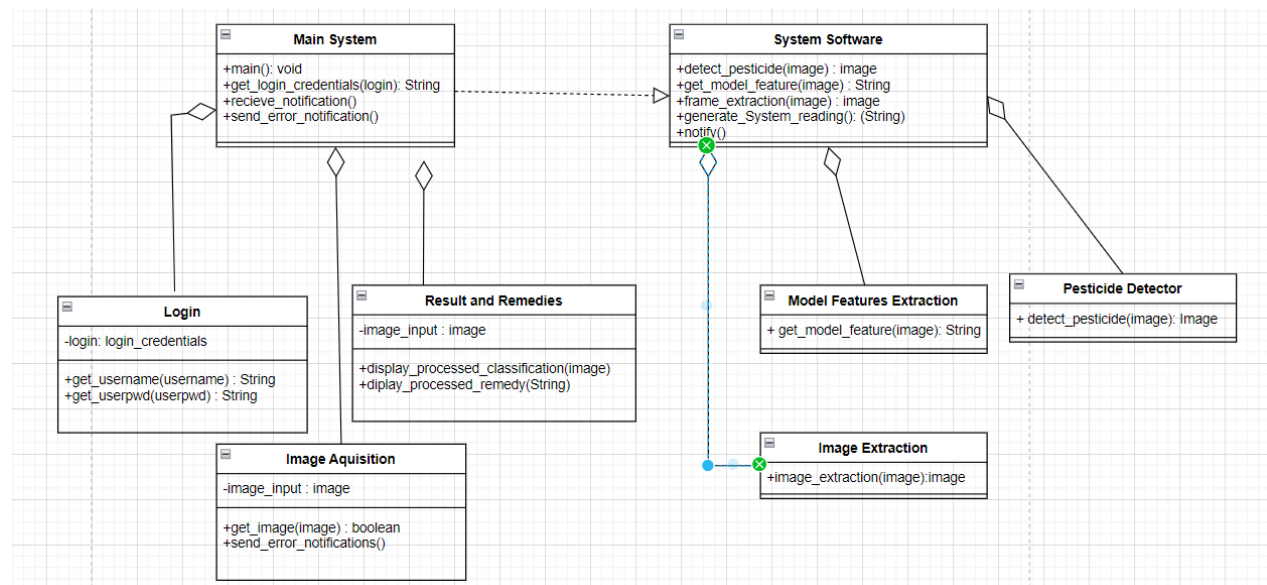 Main System
+main(): void
+get_login_credentials(login): String
+recieve_notification()
+send_error_notification()
System Software
+detect_pesticide(image) : image
+get_model_feature(image) : String
+frame_extraction(image) : image
+generate_System_reading(): (String)
+notify()
Login
-login: login_credentials
+get_username(username) : String
+get_userpwd(userpwd) : String
Result and Remedies
-image_input : image
+display_processed_classification(image)
+diplay_processed_remedy(String)
Model Features Extraction
+ get_model_feature(image): String
Pesticide Detector
+ detect_pesticide(image): Image
Image Aquisition
-image_input : image
+get_image(image) : boolean
+send_error_notifications()
Image Extraction
+image_extraction(image):image